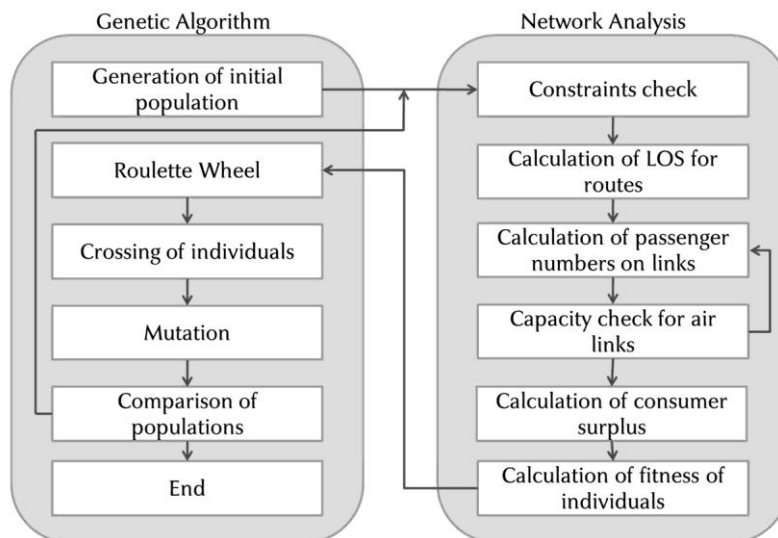 Genetic Algorithm
Generation of initial
population
Roulette Wheel
Crossing of individuals
Mutation
Comparison of
populations
End
Network Analysis
Constraints check
Calculation of LOS for
routes
Calculation of passenger
numbers on links
Capacity check for air
links
Calculation of consumer
surplus
Calculation of fitness of
individuals